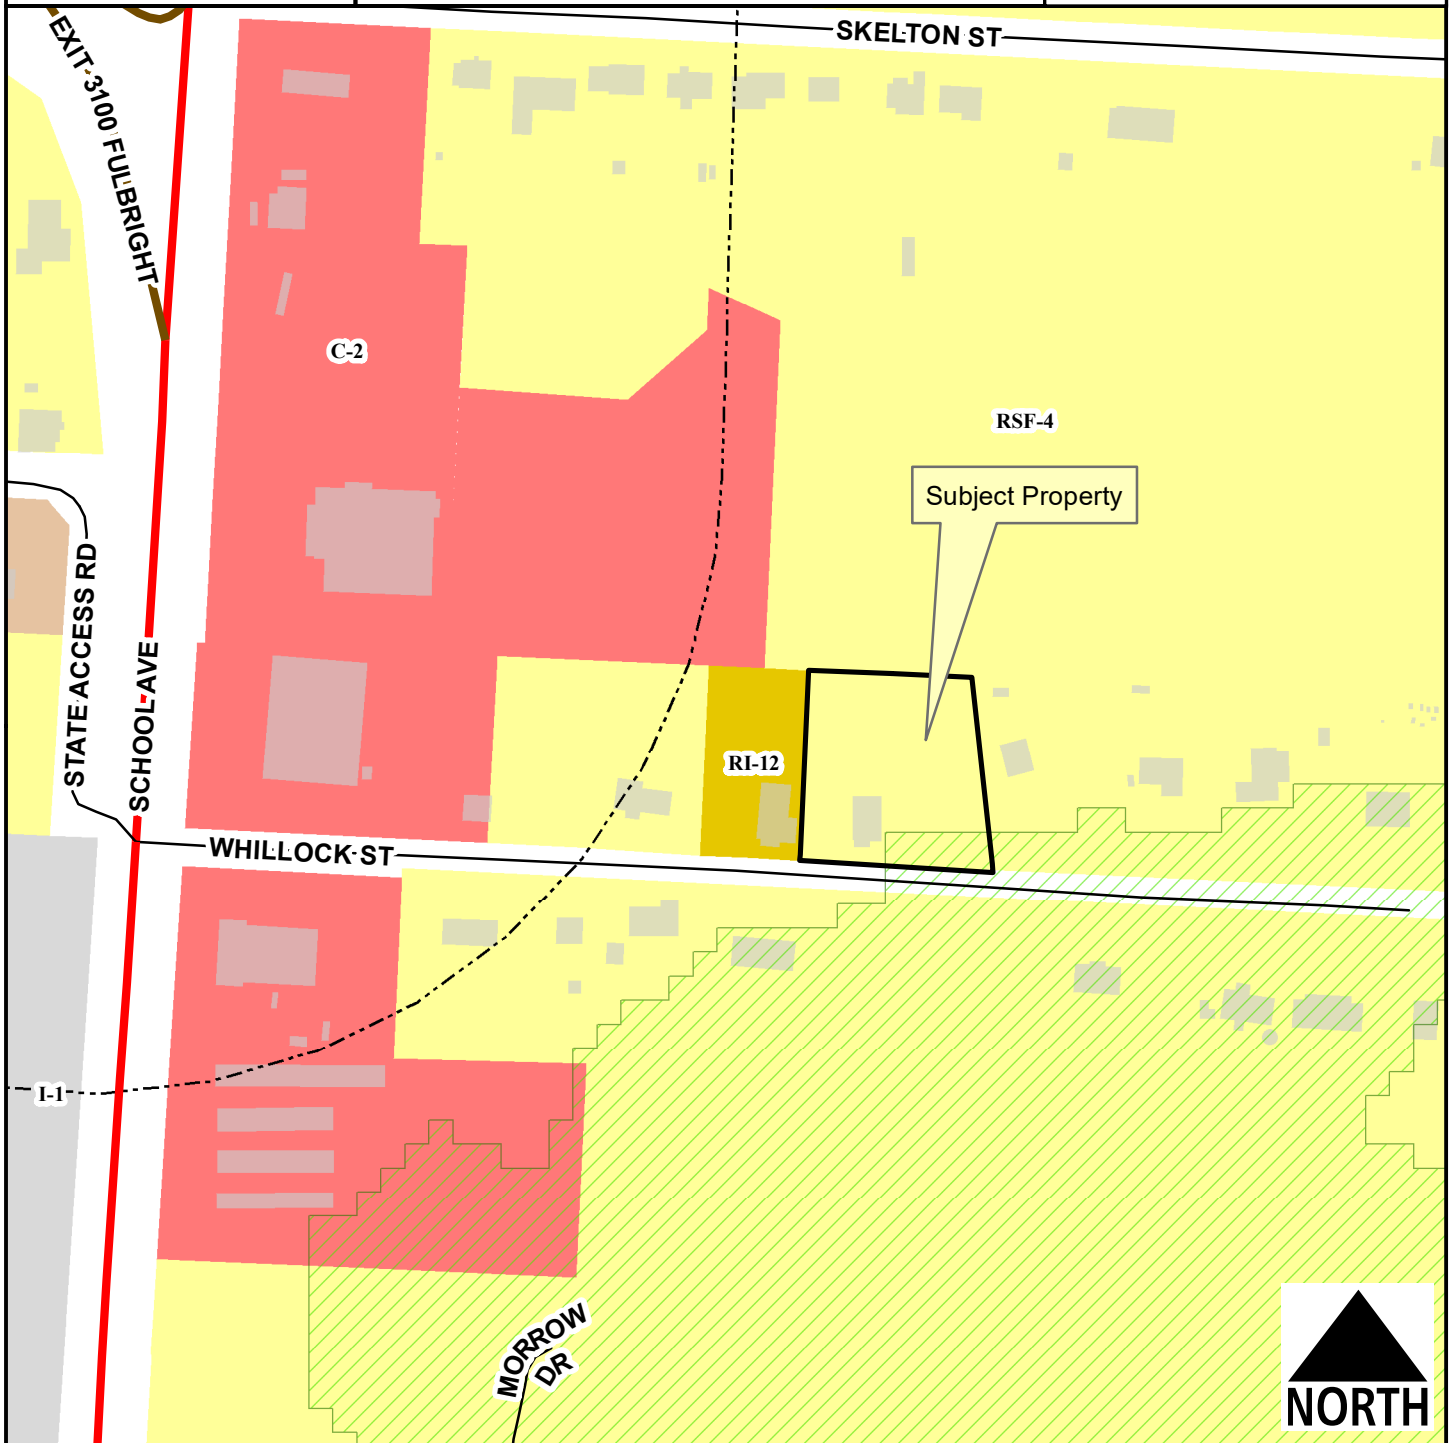 SKELTON ST
EXIT 3100 FULBRIGHT
C-2
RSF-4
Subject Property
STATE ACCESS RD
SCHOOL AVE
RI-12
WHILLOCK ST
I-1
MORROW
DR
NORTH